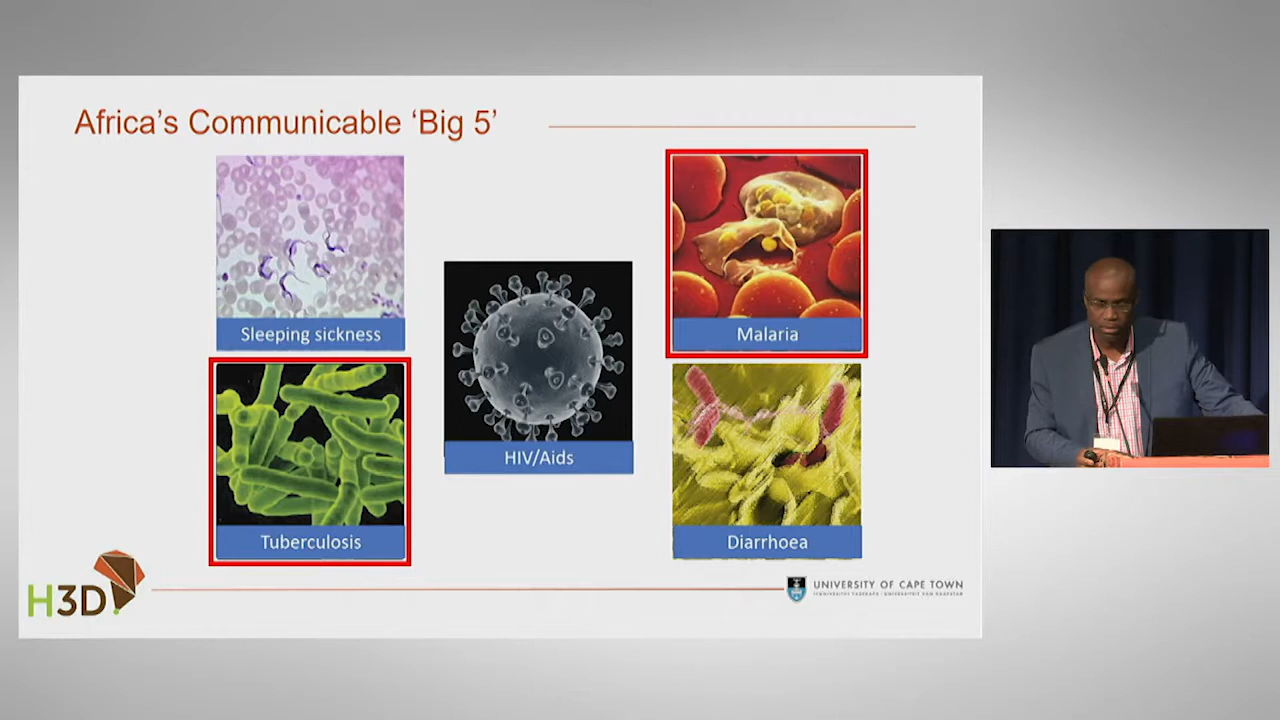 Africa's Communicable 'Big 5'
Sleeping sickness
Malaria
HIV/Aids
Tuberculosis
Diarrhoea
H3D
UNIVERSITY OF CAPE TOWN